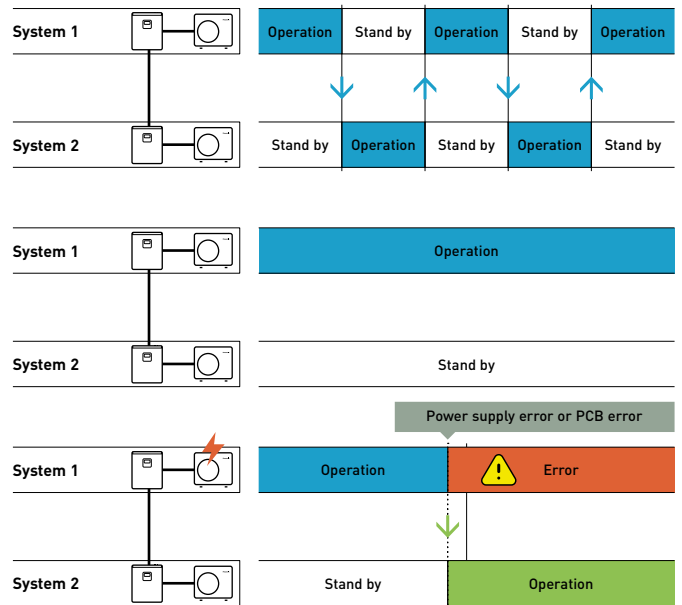 System 1 Operation Stand by Operation Stand by Operation
System 2 Stand by Operation Stand by Operation Stand by
System 1 Operation
System 2 Stand by
Power supply error or PCB error
System 1 Operation Error
System 2 Stand by Operation